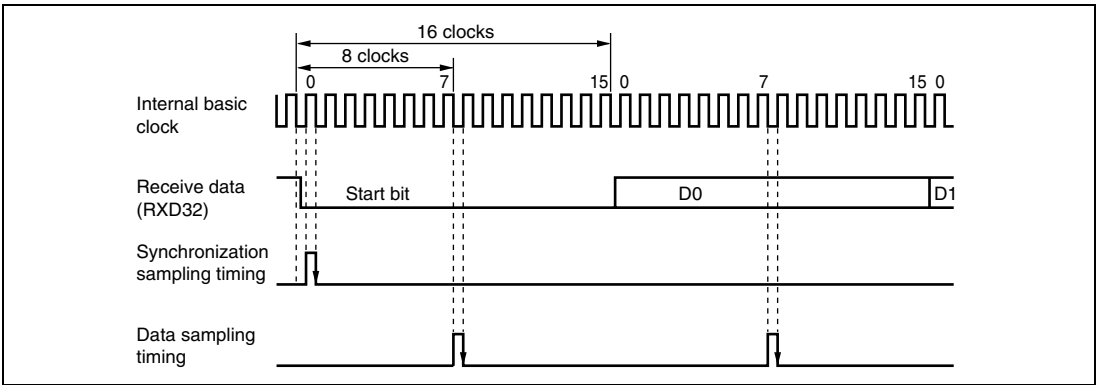 16 clocks
8 clocks
0 7 15 0 7 15 0
Internal basic
clock
Receive data
(RXD32)
Start bit D0 D1
Synchronization
sampling timing
Data sampling
timing